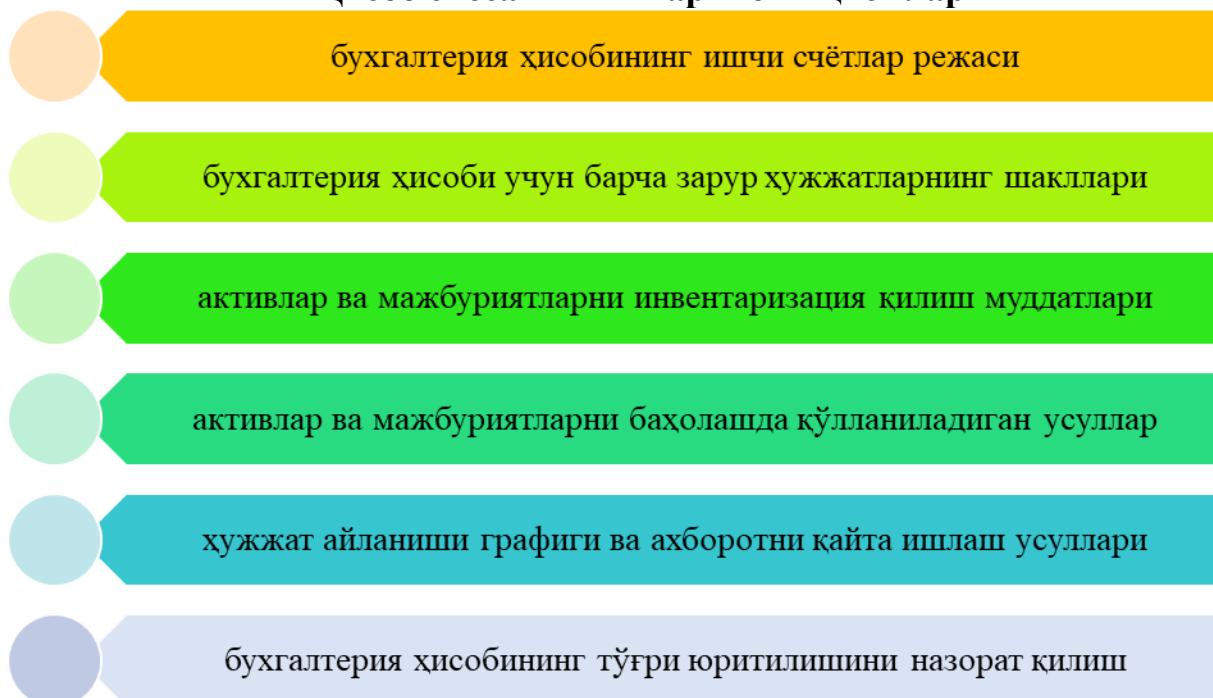 бухгалтерия ҳисобининг ишчи счётлар режаси
бухгалтерия ҳисоби учун барча зарур ҳужжатларнинг шакллари
активлар ва мажбуриятларни инвентаризация қилиш муддатлари
активлар ва мажбуриятларни баҳолашда қўлланиладиган усуллар
ҳужжат айланиши графиги ва ахборотни қайта ишлаш усуллари
бухгалтерия ҳисобининг тўғри юритилишини назорат қилиш